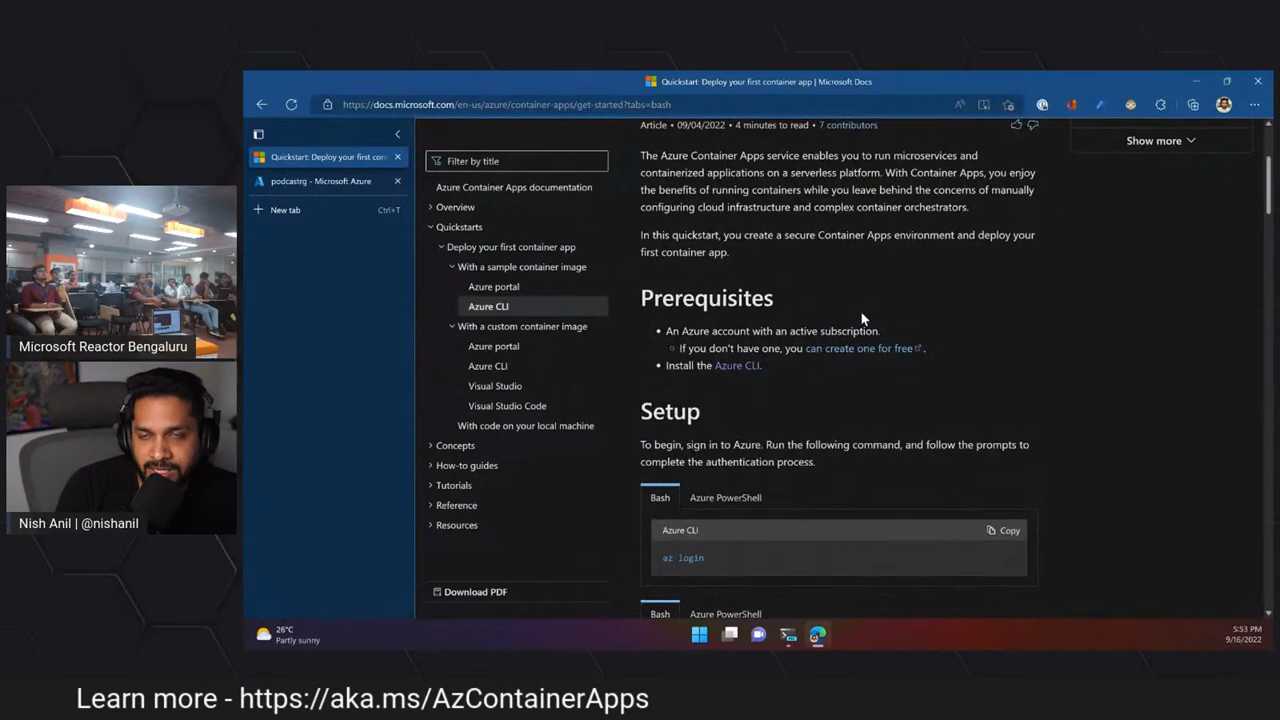 Quickstart: Deploy your first container app | Microsoft Docs
https://docs.microsoft.com/en-us/azure/container-apps/get-started?tabs=bash
Quickstart: Deploy your first con
podcastrg - Microsoft Azure
New tab
Ctrl+T
Filter by title
Azure Container Apps documentation
Overview
Quickstarts
Deploy your first container app
With a sample container image
Azure portal
Azure CLI
With a custom container image
Azure portal
Azure CLI
Visual Studio
Visual Studio Code
With code on your local machine
Concepts
How-to guides
Tutorials
Reference
Resources
Download PDF
Article • 09/04/2022 • 4 minutes to read • 7 contributors
Show more
The Azure Container Apps service enables you to run microservices and
containerized applications on a serverless platform. With Container Apps, you enjoy
the benefits of running containers while you leave behind the concerns of manually
configuring cloud infrastructure and complex container orchestrators.
In this quickstart, you create a secure Container Apps environment and deploy your
first container app.
Prerequisites
• An Azure account with an active subscription.
○ If you don't have one, you can create one for free.
• Install the Azure CLI.
Setup
To begin, sign in to Azure. Run the following command, and follow the prompts to
complete the authentication process.
Bash Azure PowerShell
Azure CLI Copy
az login
Bash Azure PowerShell
Microsoft Reactor Bengaluru
Nish Anil | @nishanil
26°C
Partly sunny
5:53 PM
9/16/2022
Learn more - https://aka.ms/AzContainerApps